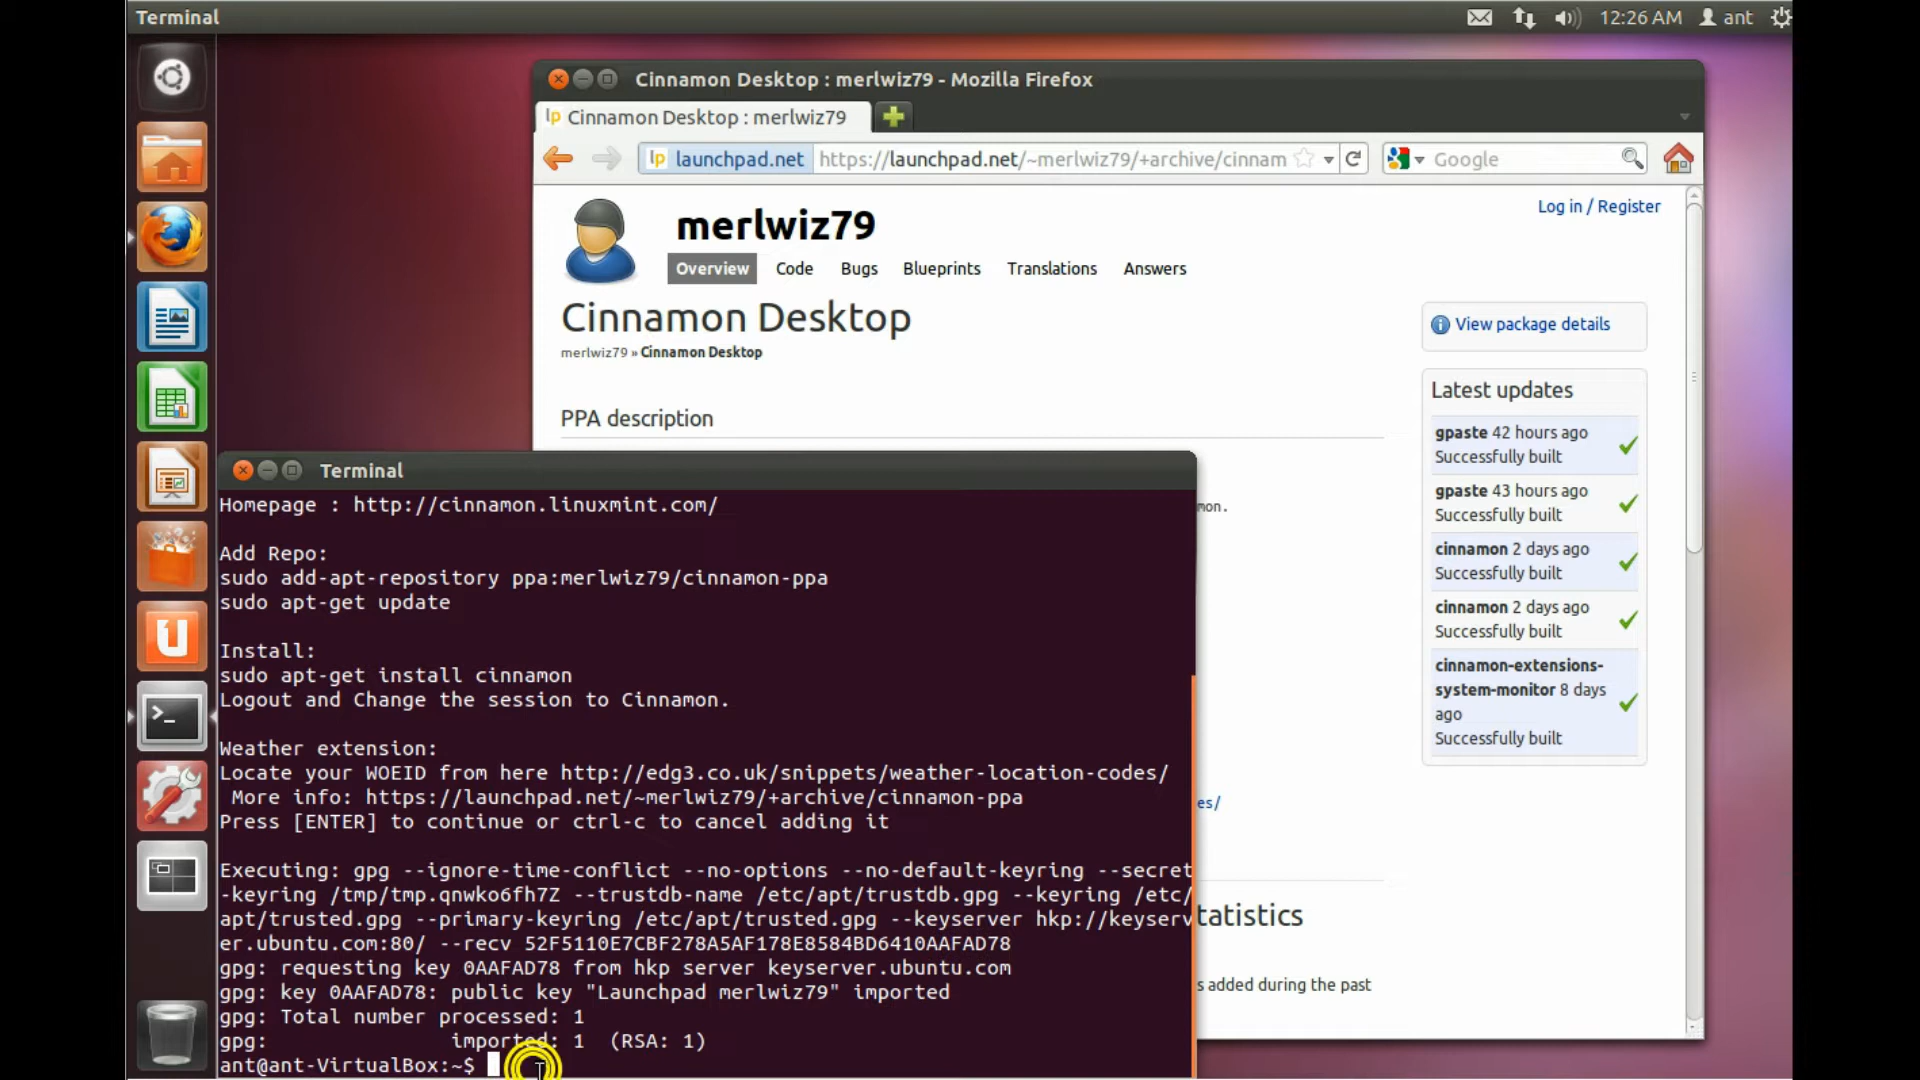 Terminal
12:26 AM
ant
Cinnamon Desktop : merlwiz79 - Mozilla Firefox
lp Cinnamon Desktop : merlwiz79
lp launchpad.net https://launchpad.net/~merlwiz79/+archive/cinnam
Google
merlwiz79
Log in / Register
Overview Code Bugs Blueprints Translations Answers
Cinnamon Desktop
merlwiz79 » Cinnamon Desktop
View package details
PPA description
Latest updates
gpaste 42 hours ago
Successfully built
gpaste 43 hours ago
Successfully built
cinnamon 2 days ago
Successfully built
cinnamon 2 days ago
Successfully built
cinnamon-extensions-
system-monitor 8 days
ago
Successfully built
mon.
es/
tatistics
s added during the past
Terminal
Homepage : http://cinnamon.linuxmint.com/
Add Repo:
sudo add-apt-repository ppa:merlwiz79/cinnamon-ppa
sudo apt-get update
Install:
sudo apt-get install cinnamon
Logout and Change the session to Cinnamon.
Weather extension:
Locate your WOEID from here http://edg3.co.uk/snippets/weather-location-codes/
More info: https://launchpad.net/~merlwiz79/+archive/cinnamon-ppa
Press [ENTER] to continue or ctrl-c to cancel adding it
Executing: gpg --ignore-time-conflict --no-options --no-default-keyring --secret
-keyring /tmp/tmp.qnwko6fh7Z --trustdb-name /etc/apt/trustdb.gpg --keyring /etc/
apt/trusted.gpg --primary-keyring /etc/apt/trusted.gpg --keyserver hkp://keyserv
er.ubuntu.com:80/ --recv 52F5110E7CBF278A5AF178E8584BD6410AAFAD78
gpg: requesting key 0AAFAD78 from hkp server keyserver.ubuntu.com
gpg: key 0AAFAD78: public key "Launchpad merlwiz79" imported
gpg: Total number processed: 1
gpg: imported: 1 (RSA: 1)
ant@ant-VirtualBox:~$